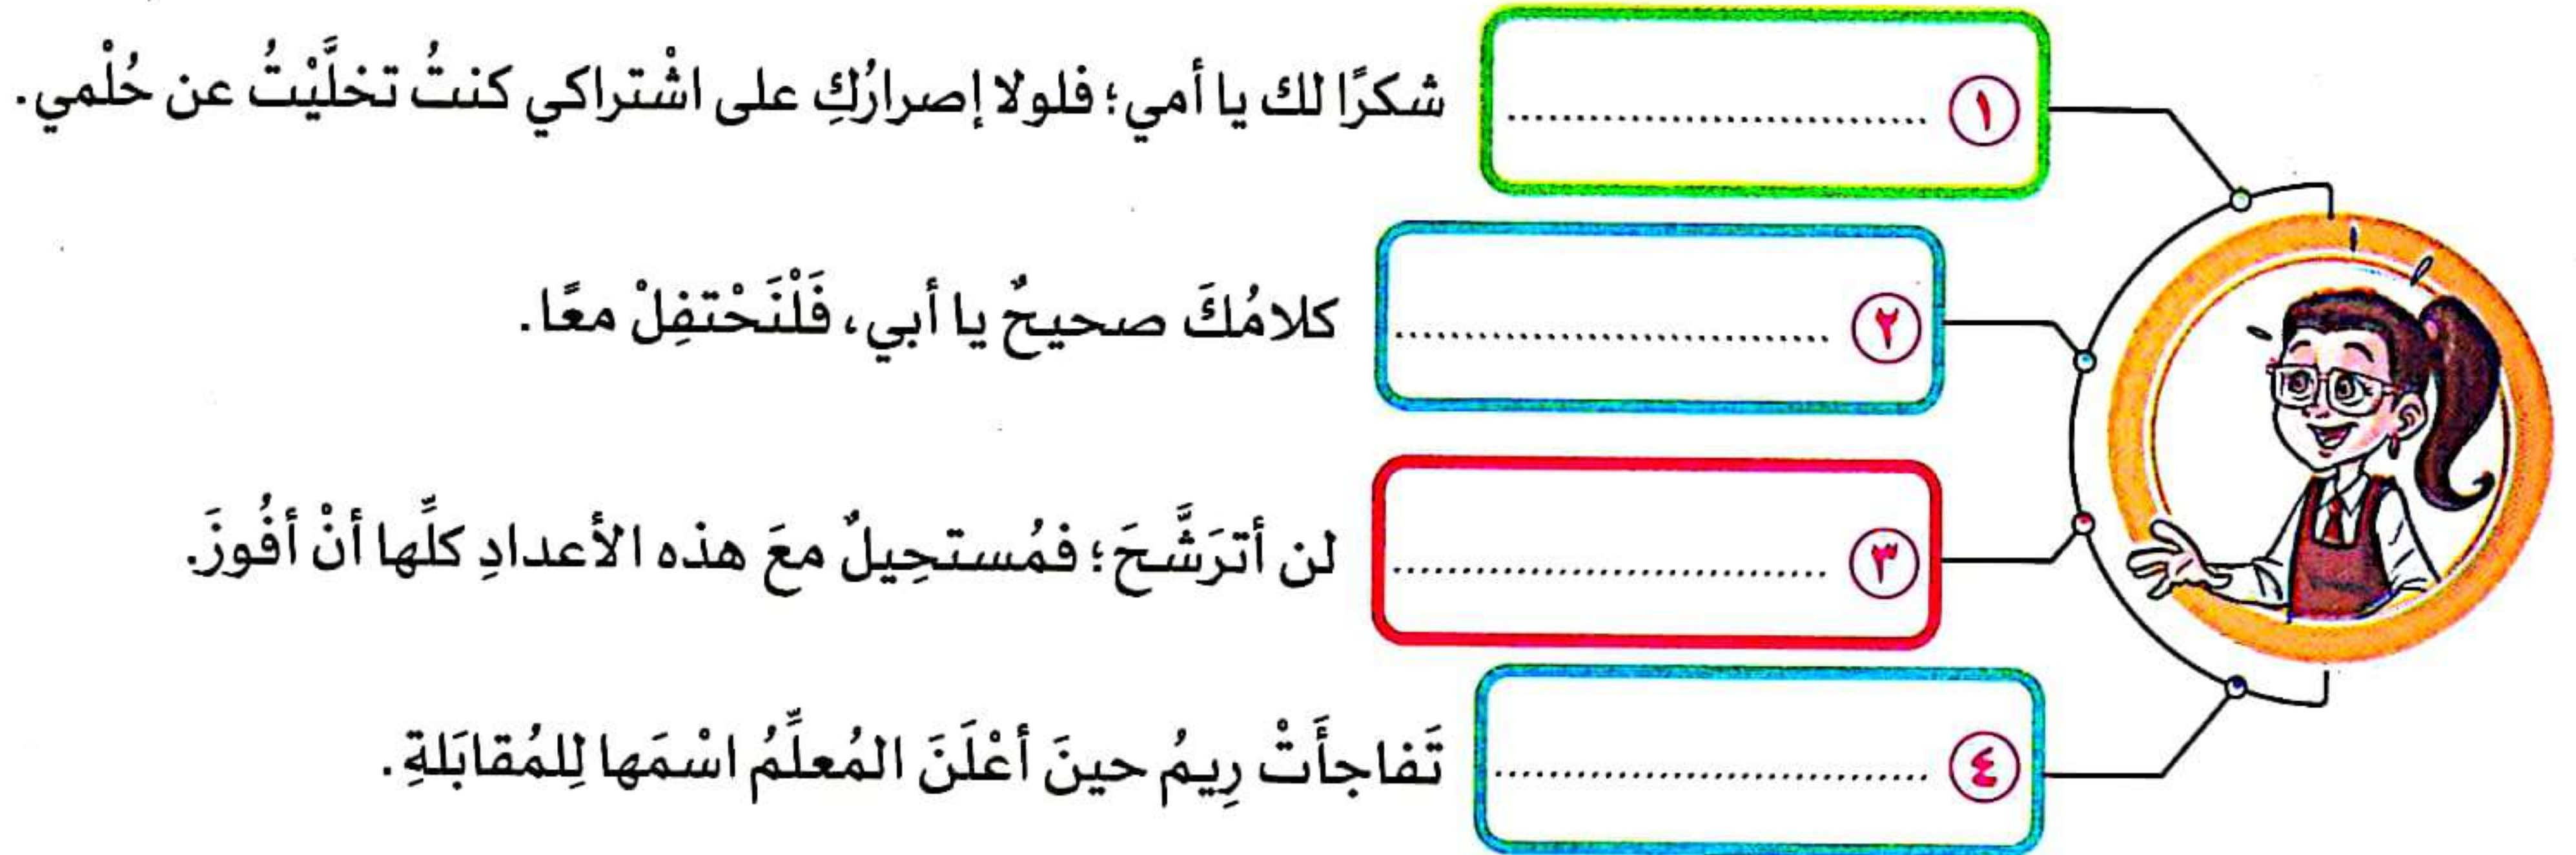 ١ .............................. شكرًا لك يا أمي؛ فلولا إصرارُكِ على اشْتراكي كنتُ تخلَّيْتُ عن حُلْمي.
٢ .............................. كلامُكَ صحيحٌ يا أبي، فَلْنَحْتفِلْ معًا.
٣ .............................. لن أترَشَّحَ؛ فمُستحِيلٌ معَ هذه الأعدادِ كلِّها أنْ أفُوزَ.
٤ .............................. تَفاجأَتْ رِيمُ حينَ أعْلَنَ المُعلِّمُ اسْمَها لِلمُقابَلةِ.